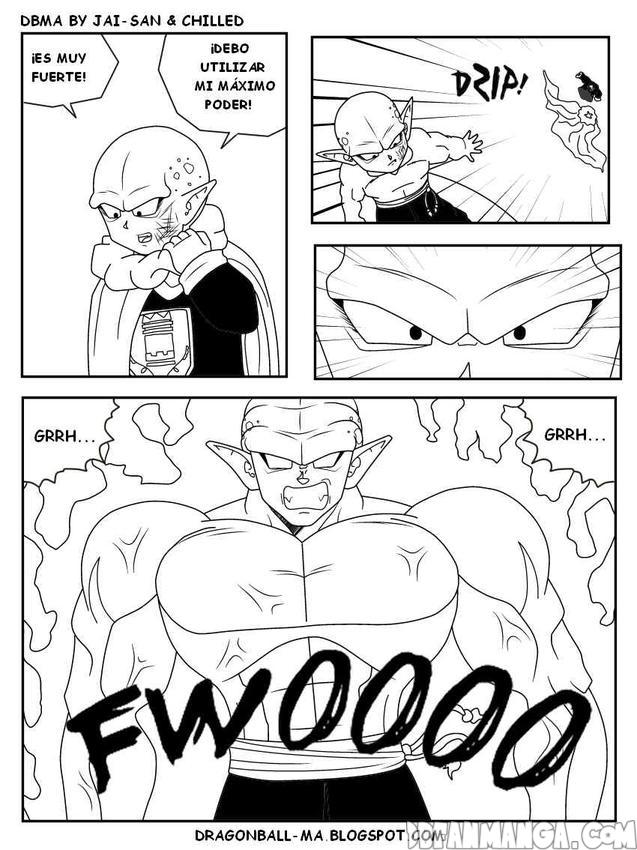 DBMA BY JAI-SAN & CHILLED
¡ES MUY
FUERTE!
¡DEBO
UTILIZAR
MI MÁXIMO
PODER!
DZIP!
GRRH...
GRRH...
FWOOOO
DRAGONBALL-MA.BLOGSPOT.COM
DBFANMANGA.COM